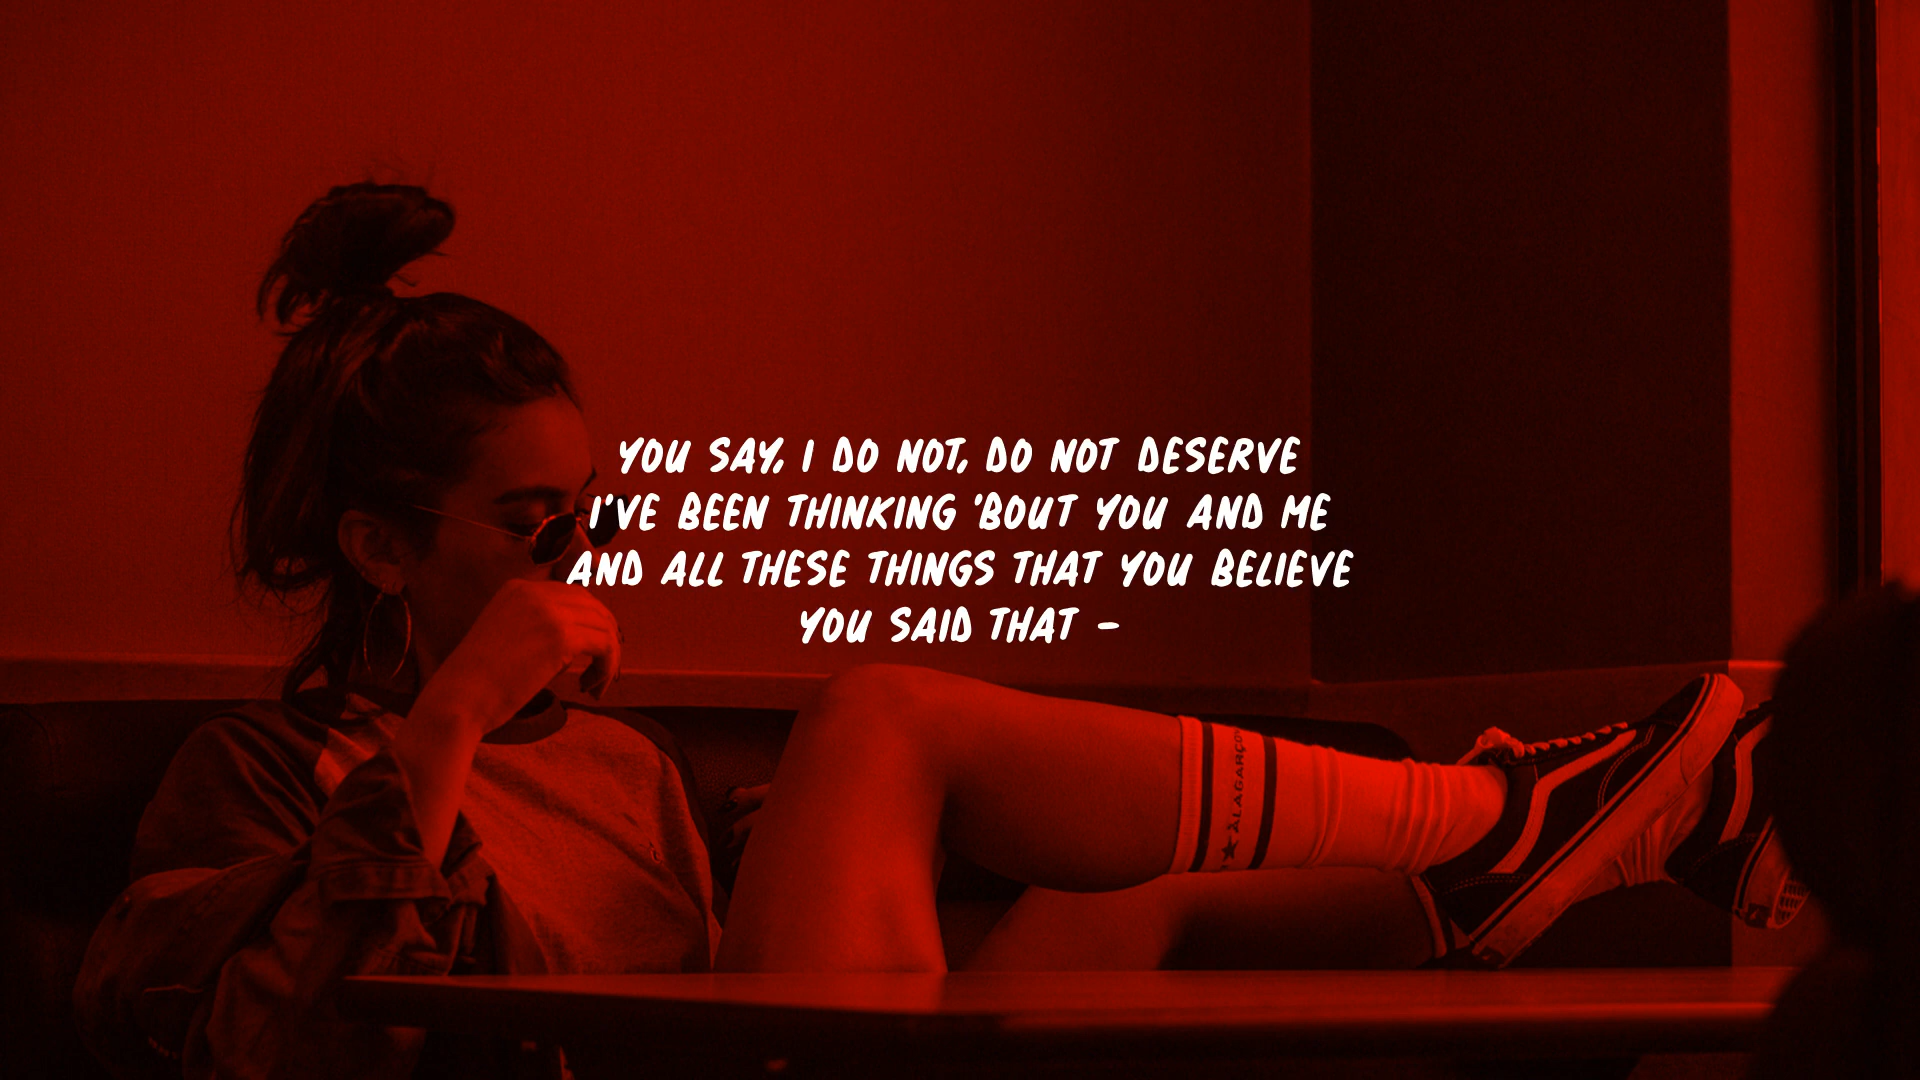 YOU SAY, I DO NOT, DO NOT DESERVE
I'VE BEEN THINKING 'BOUT YOU AND ME
AND ALL THESE THINGS THAT YOU BELIEVE
YOU SAID THAT -
ÀLAGARÇON